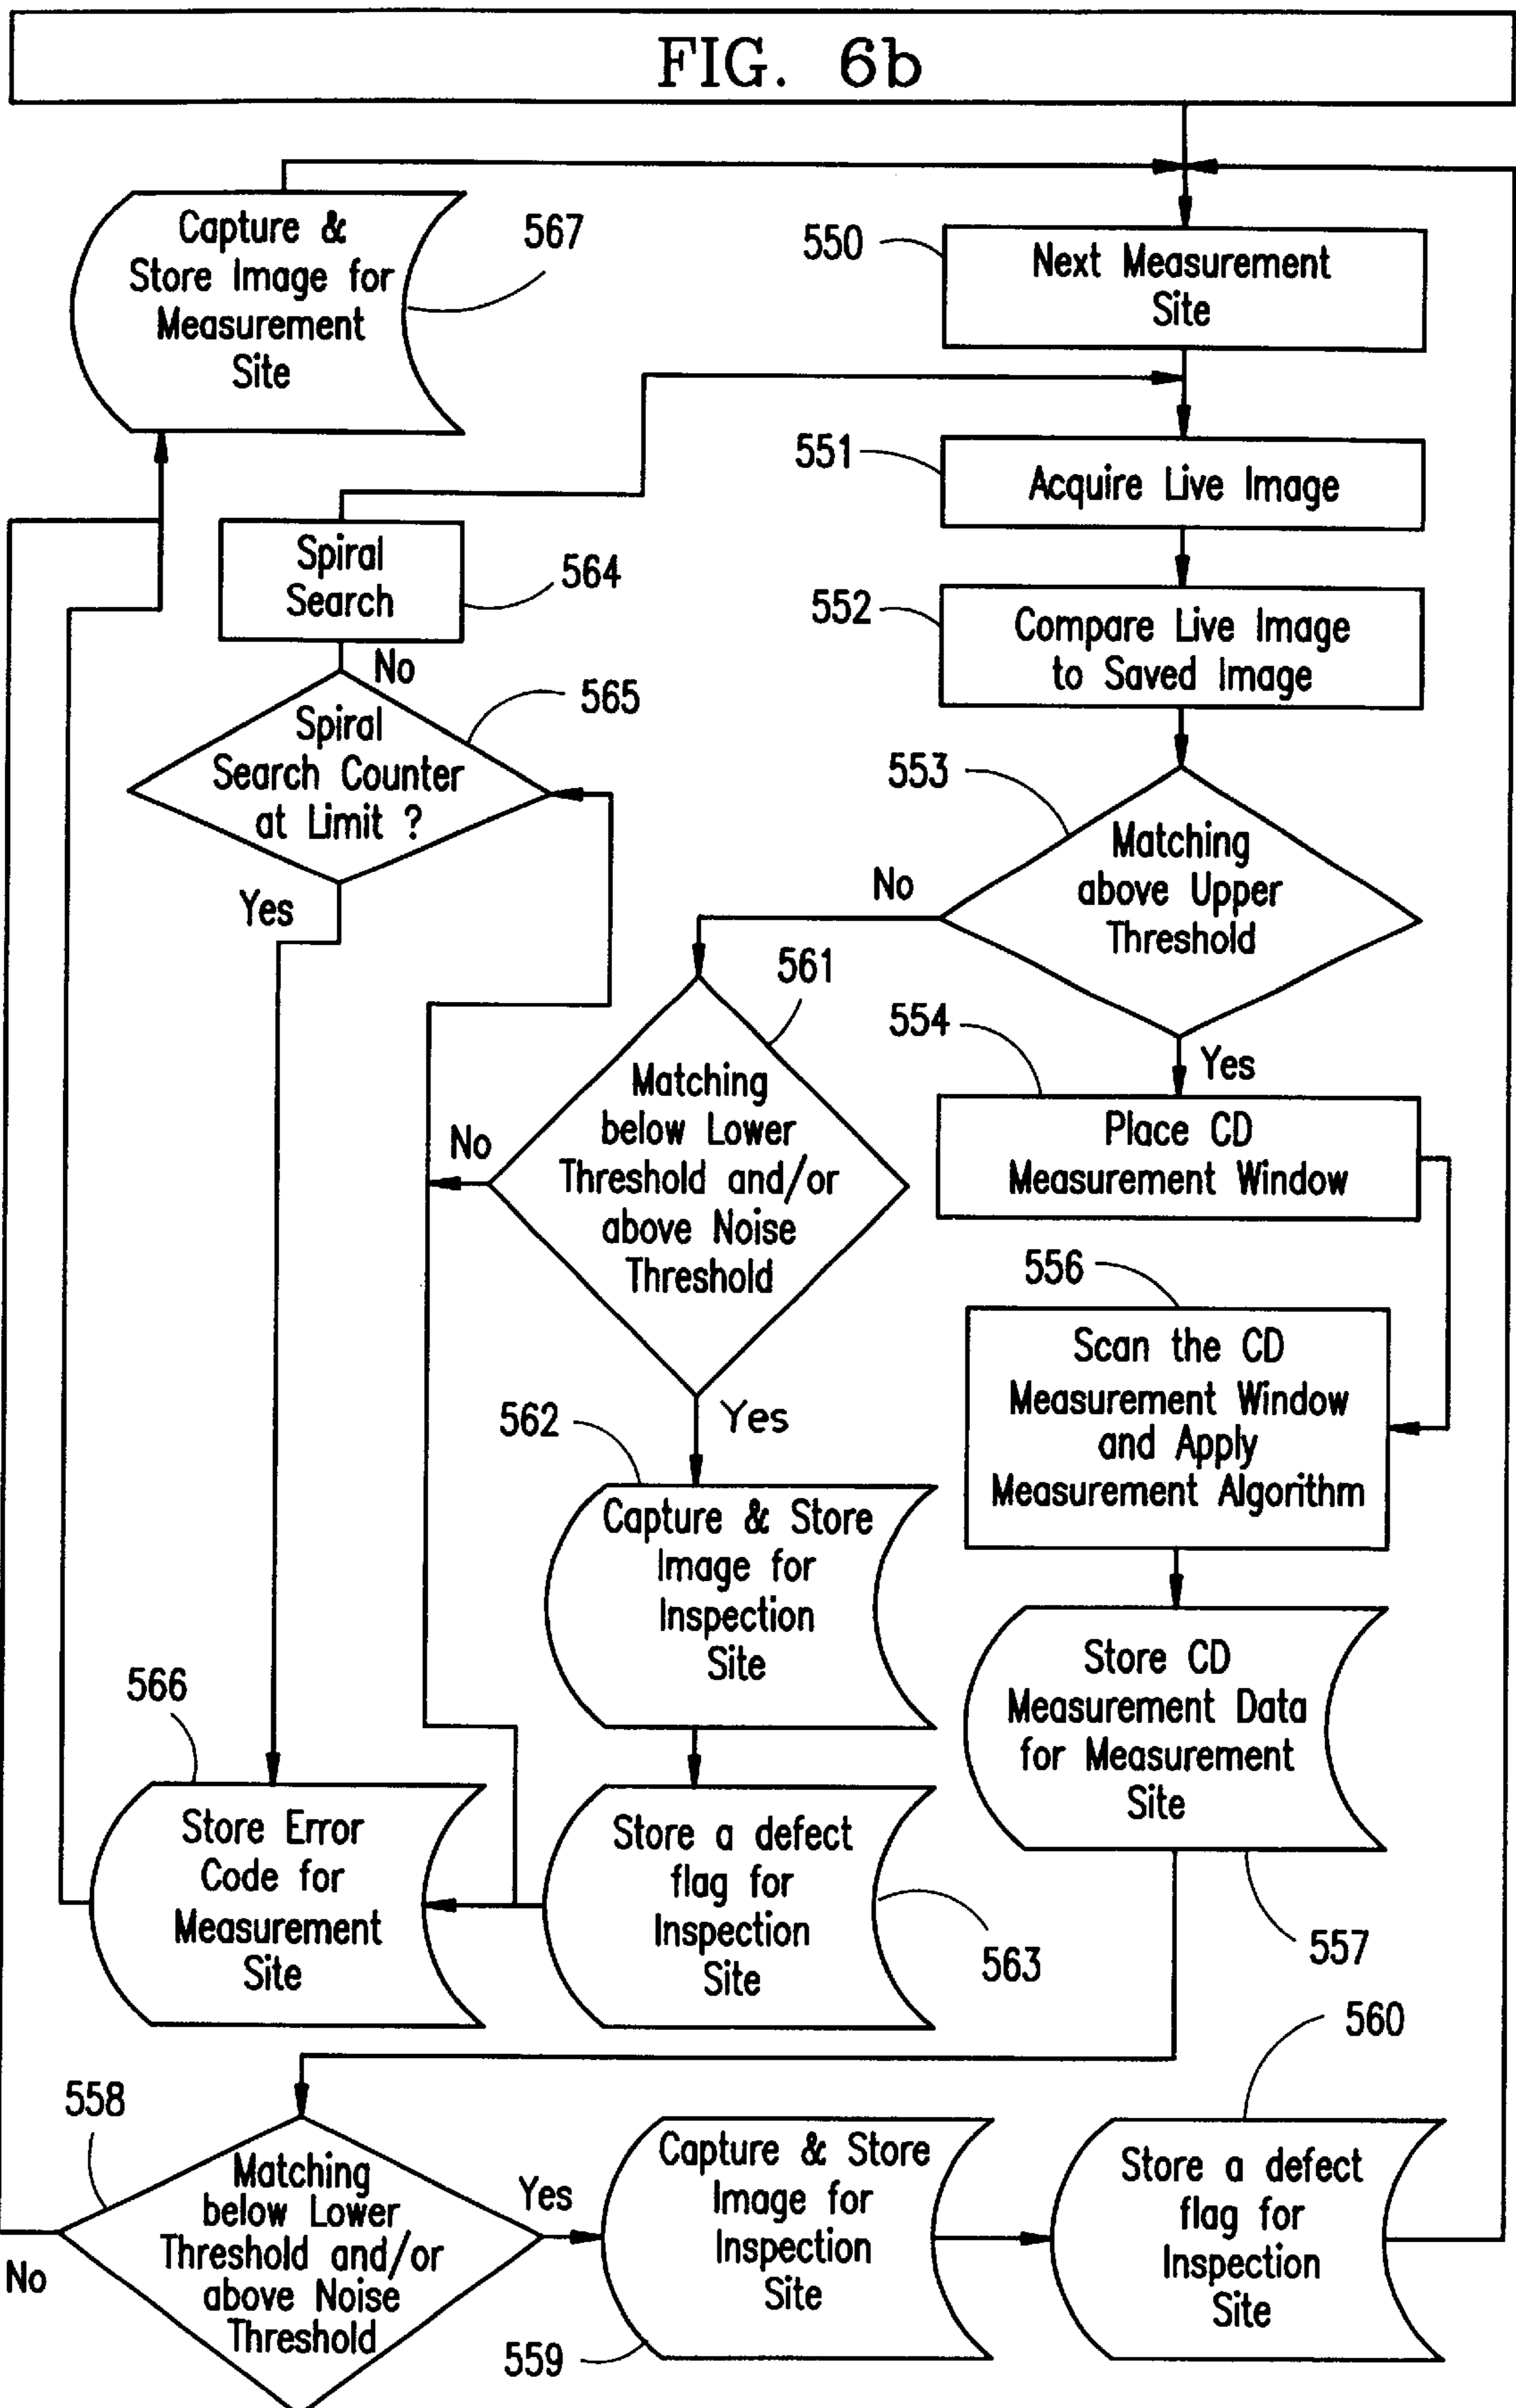 FIG. 6b
Capture &
Store Image for
Measurement
Site
567
550
Next Measurement
Site
551
Acquire Live Image
Spiral
Search
564
552
Compare Live Image
to Saved Image
No
565
Spiral
Search Counter
at Limit ?
Yes
553
Matching
above Upper
Threshold
No
Yes
561
Matching
below Lower
Threshold and/or
above Noise
Threshold
No
Yes
554
Place CD
Measurement Window
556
Scan the CD
Measurement Window
and Apply
Measurement Algorithm
562
Capture & Store
Image for
Inspection
Site
Store CD
Measurement Data
for Measurement
Site
557
566
Store Error
Code for
Measurement
Site
Store a defect
flag for
Inspection
Site
563
558
Matching
below Lower
Threshold and/or
above Noise
Threshold
No
Yes
Capture & Store
Image for
Inspection
Site
559
560
Store a defect
flag for
Inspection
Site